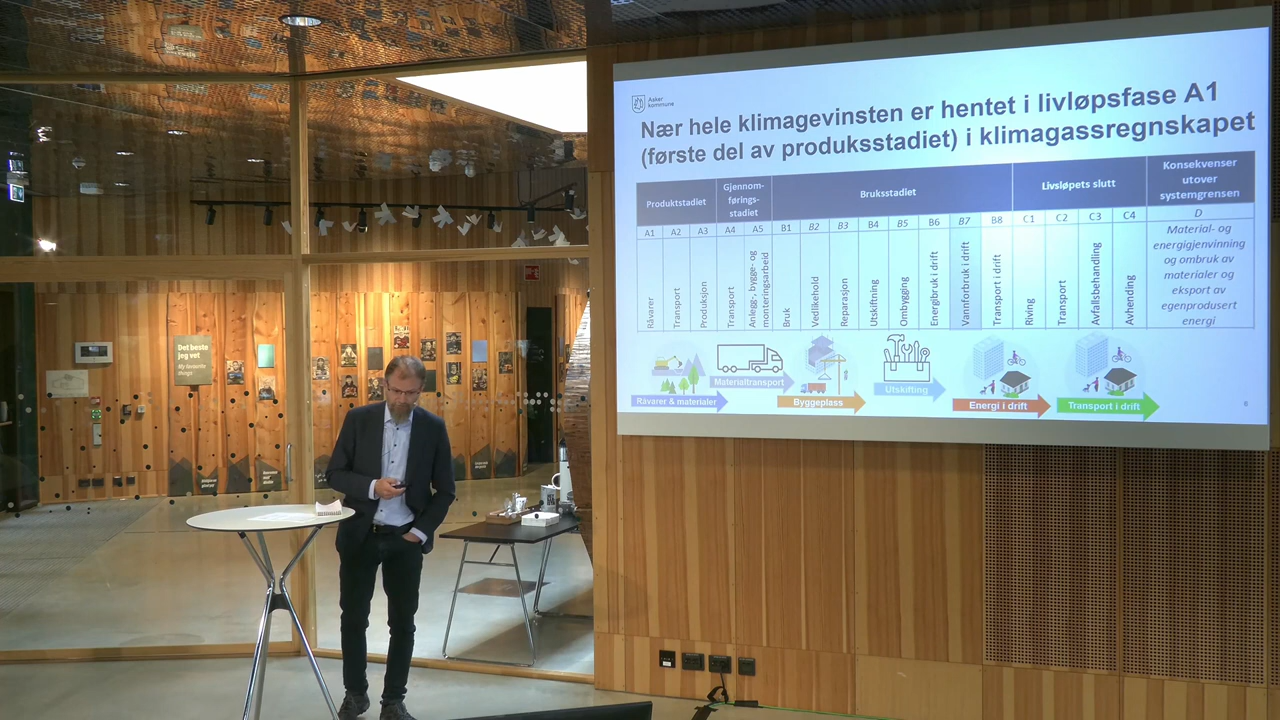 Asker
kommune
Nær hele klimagevinsten er hentet i livløpsfase A1
(første del av produksstadiet) i klimagassregnskapet
Produktstadiet
Gjennom-
førings-
stadiet
Bruksstadiet
Livsløpets slutt
Konsekvenser
utover
systemgrensen
A1 A2 A3 A4 A5 B1 B2 B3 B4 B5 B6 B7 B8 C1 C2 C3 C4 D
Råvarer
Transport
Produksjon
Transport
Anlegg-, bygge- og
monteringsarbeid
Bruk
Vedlikehold
Reparasjon
Utskiftning
Ombygging
Energibruk i drift
Vannforbruk i drift
Transport i drift
Riving
Transport
Avfallsbehandling
Avhending
Material- og
energigjenvinning
og ombruk av
materialer og
eksport av
egenprodusert
energi
Råvarer & materialer
Materialtransport
Byggeplass
Utskifting
Energi i drift
Transport i drift
6
Det beste
jeg vet
My favourite
things